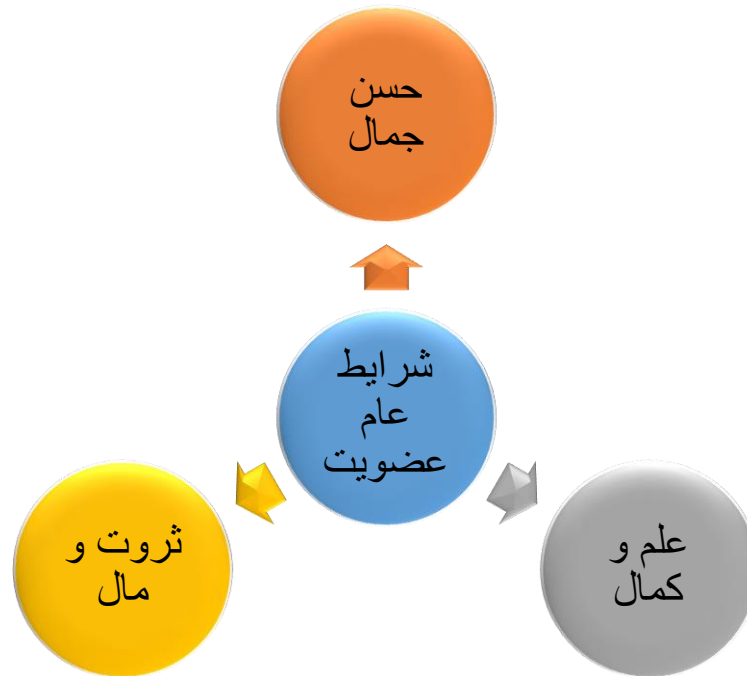 حسن
جمال
شرایط
عام
عضویت
علم و
کمال
ثروت و
مال